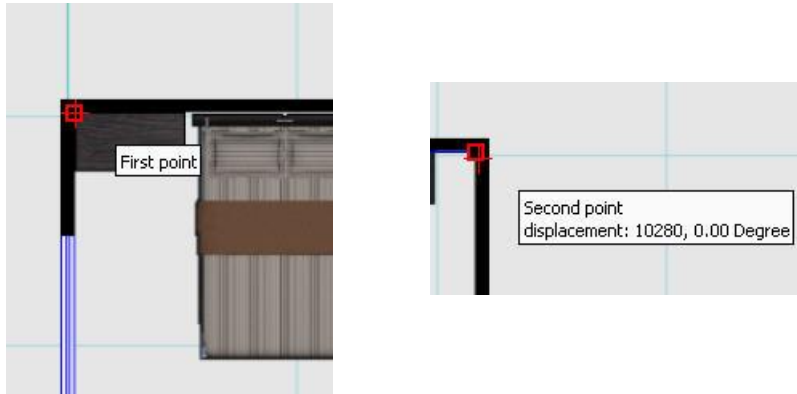 First point
Second point
displacement: 10280, 0.00 Degree